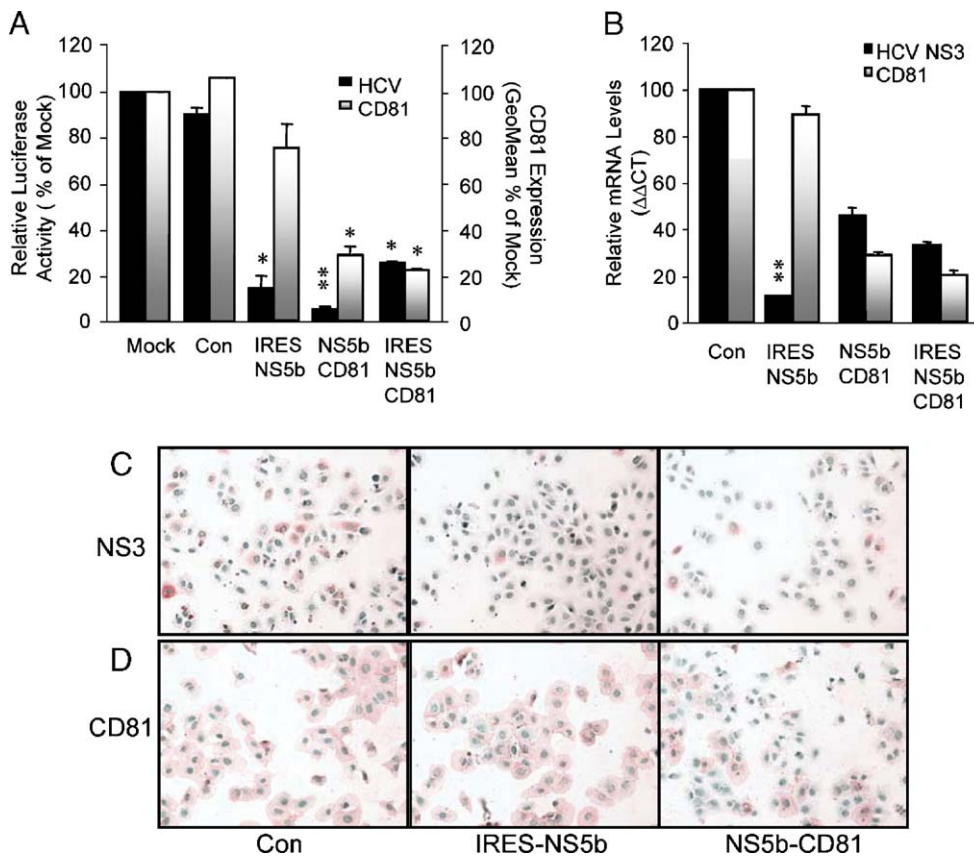 A
120
100
80
60
40
20
0
Relative Luciferase
Activity ( % of Mock)
HCV
CD81
120
100
80
60
40
20
0
CD81 Expression
(GeoMean % of Mock)
*
**
*
*
*
Mock
Con
IRES
NS5b
NS5b
CD81
IRES
NS5b
CD81
B
120
100
80
60
40
20
0
Relative mRNA Levels
(ΔΔCT)
HCV NS3
CD81
**
Con
IRES
NS5b
NS5b
CD81
IRES
NS5b
CD81
C
NS3
D
CD81
Con
IRES-NS5b
NS5b-CD81